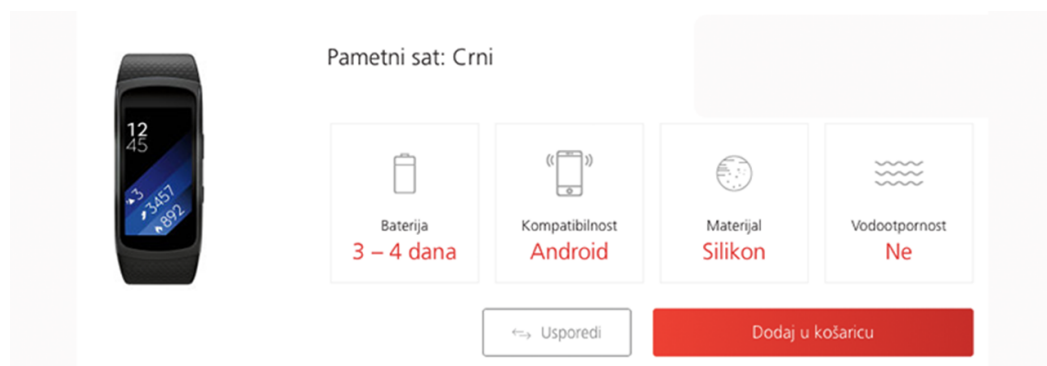 Pametni sat: Crni
12
45
3
3457
892
Baterija
3 – 4 dana
Kompatibilnost
Android
Materijal
Silikon
Vodootpornost
Ne
Usporedi
Dodaj u košaricu